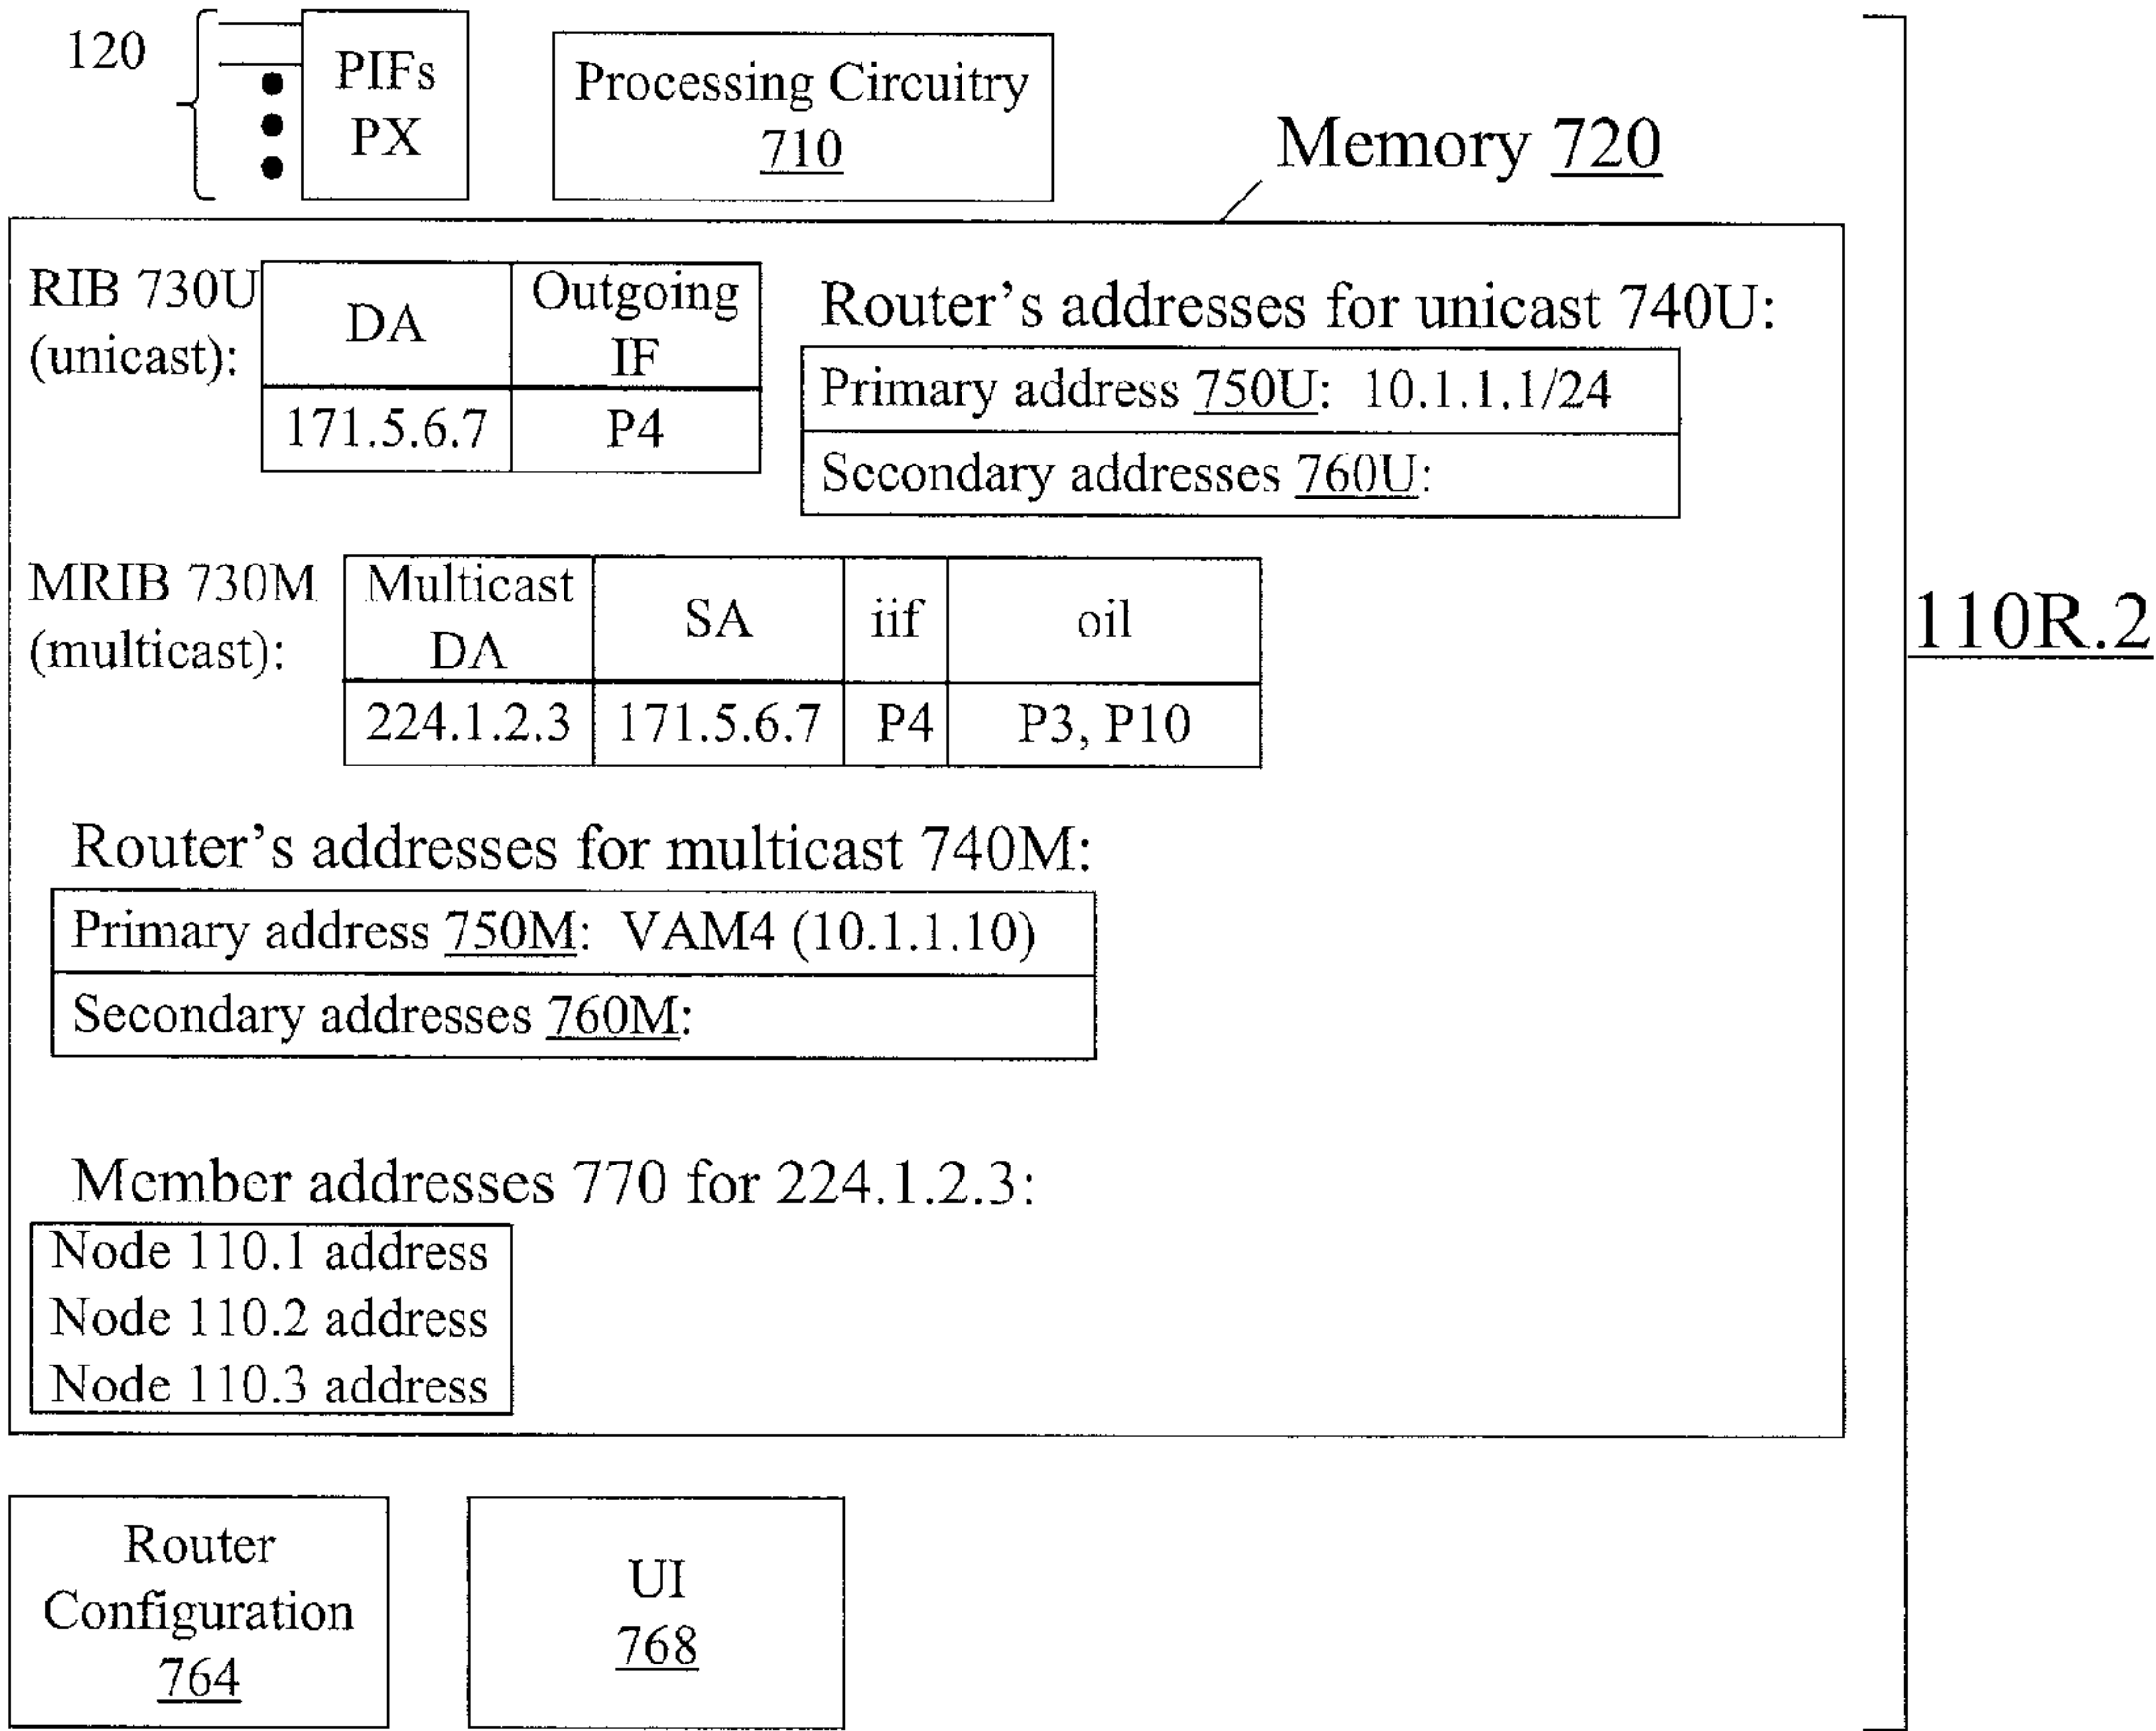 120
PIFs
PX
Processing Circuitry
710
Memory 720
RIB 730U
(unicast):
DA
Outgoing
IF
171.5.6.7
P4
Router's addresses for unicast 740U:
Primary address 750U: 10.1.1.1/24
Secondary addresses 760U:
MRIB 730M
(multicast):
Multicast
DA
SA
iif
oil
224.1.2.3
171.5.6.7
P4
P3, P10
110R.2
Router's addresses for multicast 740M:
Primary address 750M: VAM4 (10.1.1.10)
Secondary addresses 760M:
Member addresses 770 for 224.1.2.3:
Node 110.1 address
Node 110.2 address
Node 110.3 address
Router
Configuration
764
UI
768